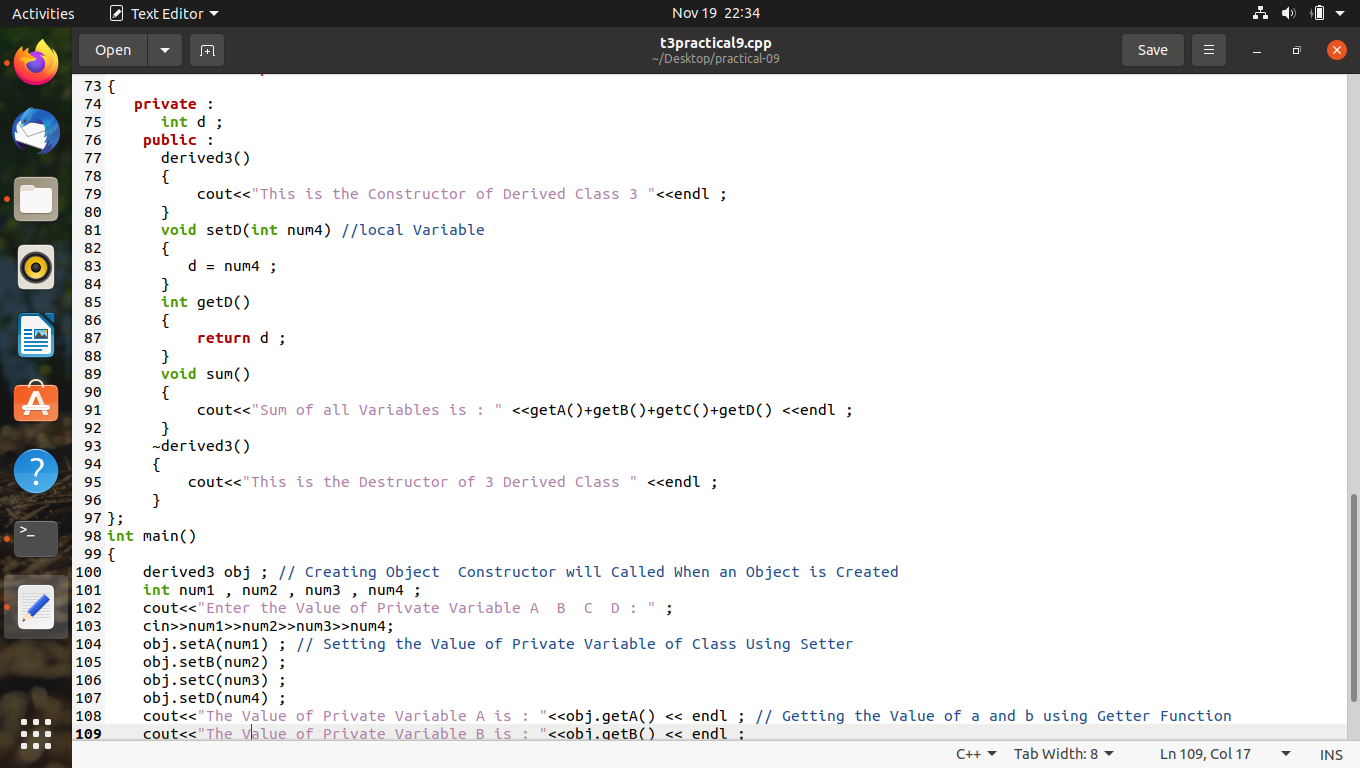 Activities Text Editor Nov 19 22:34
Open t3practical9.cpp Save
~/Desktop/practical-09
73 {
74    private :
75       int d ;
76     public :
77       derived3()
78       {
79           cout<<"This is the Constructor of Derived Class 3 "<<endl ;
80       }
81       void setD(int num4) //local Variable
82       {
83          d = num4 ;
84       }
85       int getD()
86       {
87           return d ;
88       }
89       void sum()
90       {
91           cout<<"Sum of all Variables is : " <<getA()+getB()+getC()+getD() <<endl ;
92       }
93      ~derived3()
94      {
95          cout<<"This is the Destructor of 3 Derived Class " <<endl ;
96      }
97 };
98 int main()
99 {
100     derived3 obj ; // Creating Object  Constructor will Called When an Object is Created
101     int num1 , num2 , num3 , num4 ;
102     cout<<"Enter the Value of Private Variable A  B  C  D : " ;
103     cin>>num1>>num2>>num3>>num4;
104     obj.setA(num1) ; // Setting the Value of Private Variable of Class Using Setter
105     obj.setB(num2) ;
106     obj.setC(num3) ;
107     obj.setD(num4) ;
108     cout<<"The Value of Private Variable A is : "<<obj.getA() << endl ; // Getting the Value of a and b using Getter Function
109     cout<<"The Value of Private Variable B is : "<<obj.getB() << endl ;
C++ Tab Width: 8 Ln 109, Col 17 INS